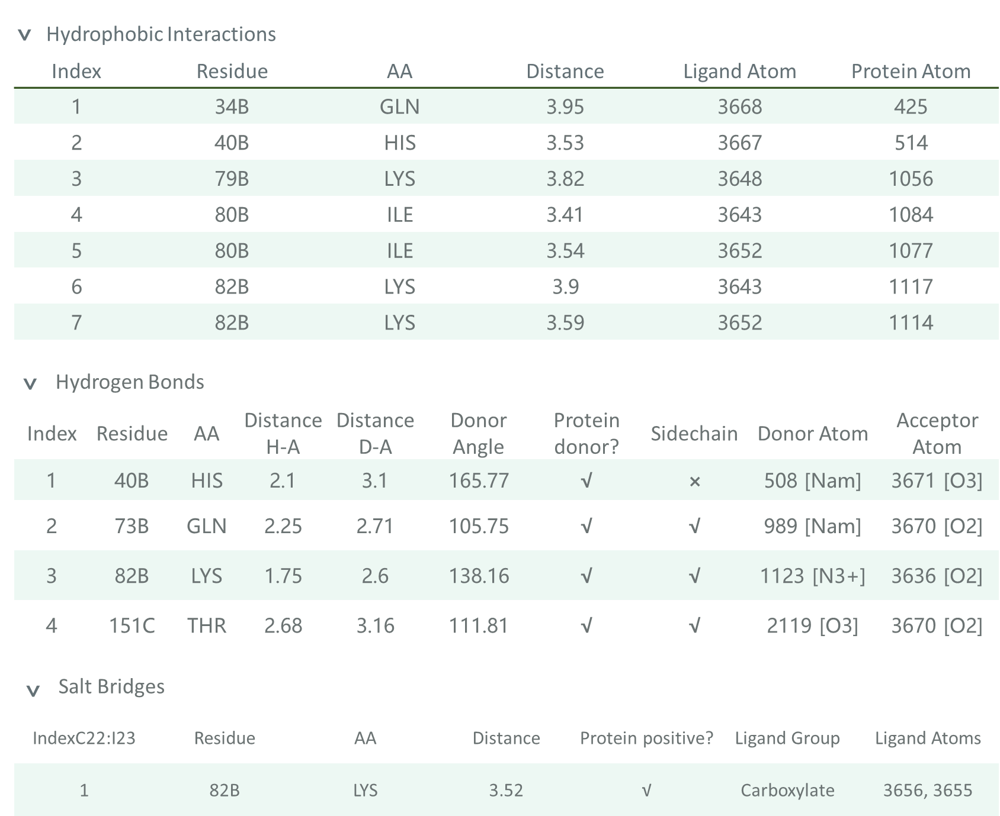 v Hydrophobic Interactions
Index Residue AA Distance Ligand Atom Protein Atom
1 34B GLN 3.95 3668 425
2 40B HIS 3.53 3667 514
3 79B LYS 3.82 3648 1056
4 80B ILE 3.41 3643 1084
5 80B ILE 3.54 3652 1077
6 82B LYS 3.9 3643 1117
7 82B LYS 3.59 3652 1114
v Hydrogen Bonds
Index Residue AA Distance H-A Distance D-A Donor Angle Protein donor? Sidechain Donor Atom Acceptor Atom
1 40B HIS 2.1 3.1 165.77 √ × 508 [Nam] 3671 [O3]
2 73B GLN 2.25 2.71 105.75 √ √ 989 [Nam] 3670 [O2]
3 82B LYS 1.75 2.6 138.16 √ √ 1123 [N3+] 3636 [O2]
4 151C THR 2.68 3.16 111.81 √ √ 2119 [O3] 3670 [O2]
v Salt Bridges
IndexC22:I23 Residue AA Distance Protein positive? Ligand Group Ligand Atoms
1 82B LYS 3.52 √ Carboxylate 3656, 3655